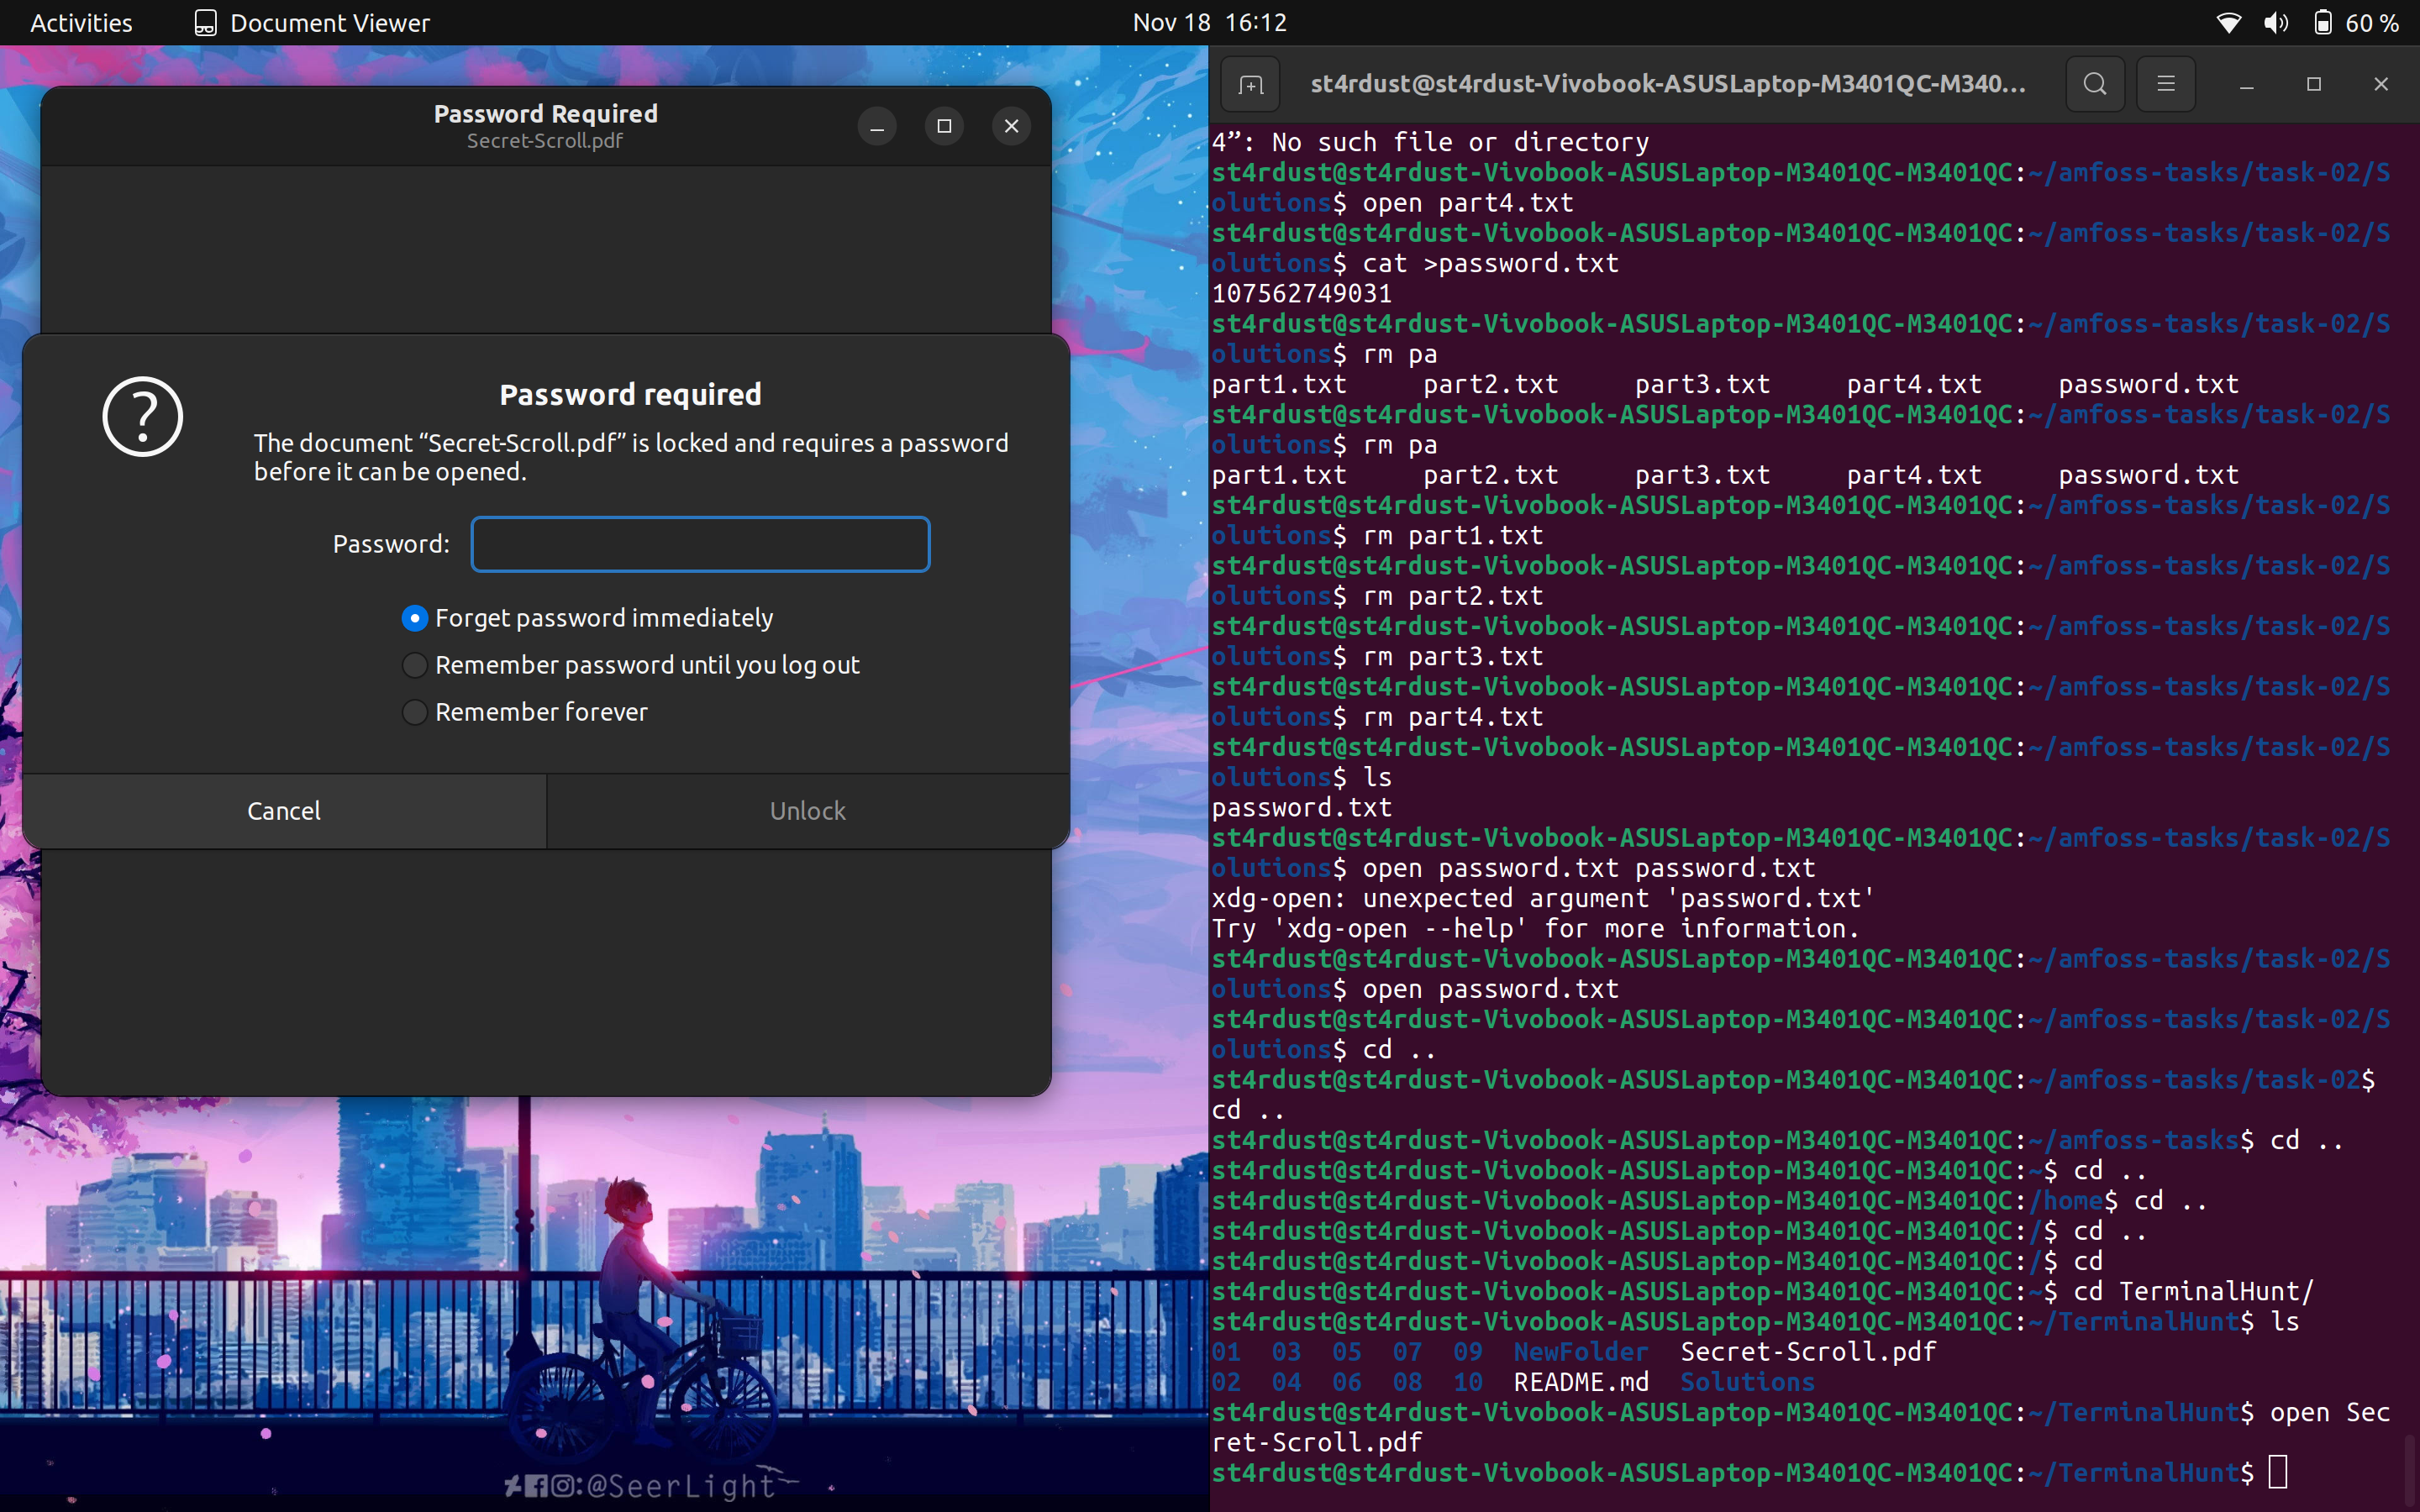 Activities
Document Viewer
Nov 18 16:12
60 %
Password Required
Secret-Scroll.pdf
Password required
The document “Secret-Scroll.pdf” is locked and requires a password
before it can be opened.
Password:
Forget password immediately
Remember password until you log out
Remember forever
Cancel
Unlock
:@SeerLight
st4rdust@st4rdust-Vivobook-ASUSLaptop-M3401QC-M340…
4”: No such file or directory
st4rdust@st4rdust-Vivobook-ASUSLaptop-M3401QC-M3401QC:~/amfoss-tasks/task-02/S
olutions$ open part4.txt
st4rdust@st4rdust-Vivobook-ASUSLaptop-M3401QC-M3401QC:~/amfoss-tasks/task-02/S
olutions$ cat >password.txt
107562749031
st4rdust@st4rdust-Vivobook-ASUSLaptop-M3401QC-M3401QC:~/amfoss-tasks/task-02/S
olutions$ rm pa
part1.txt     part2.txt     part3.txt     part4.txt     password.txt
st4rdust@st4rdust-Vivobook-ASUSLaptop-M3401QC-M3401QC:~/amfoss-tasks/task-02/S
olutions$ rm pa
part1.txt     part2.txt     part3.txt     part4.txt     password.txt
st4rdust@st4rdust-Vivobook-ASUSLaptop-M3401QC-M3401QC:~/amfoss-tasks/task-02/S
olutions$ rm part1.txt
st4rdust@st4rdust-Vivobook-ASUSLaptop-M3401QC-M3401QC:~/amfoss-tasks/task-02/S
olutions$ rm part2.txt
st4rdust@st4rdust-Vivobook-ASUSLaptop-M3401QC-M3401QC:~/amfoss-tasks/task-02/S
olutions$ rm part3.txt
st4rdust@st4rdust-Vivobook-ASUSLaptop-M3401QC-M3401QC:~/amfoss-tasks/task-02/S
olutions$ rm part4.txt
st4rdust@st4rdust-Vivobook-ASUSLaptop-M3401QC-M3401QC:~/amfoss-tasks/task-02/S
olutions$ ls
password.txt
st4rdust@st4rdust-Vivobook-ASUSLaptop-M3401QC-M3401QC:~/amfoss-tasks/task-02/S
olutions$ open password.txt password.txt
xdg-open: unexpected argument 'password.txt'
Try 'xdg-open --help' for more information.
st4rdust@st4rdust-Vivobook-ASUSLaptop-M3401QC-M3401QC:~/amfoss-tasks/task-02/S
olutions$ open password.txt
st4rdust@st4rdust-Vivobook-ASUSLaptop-M3401QC-M3401QC:~/amfoss-tasks/task-02/S
olutions$ cd ..
st4rdust@st4rdust-Vivobook-ASUSLaptop-M3401QC-M3401QC:~/amfoss-tasks/task-02$
cd ..
st4rdust@st4rdust-Vivobook-ASUSLaptop-M3401QC-M3401QC:~/amfoss-tasks$ cd ..
st4rdust@st4rdust-Vivobook-ASUSLaptop-M3401QC-M3401QC:~$ cd ..
st4rdust@st4rdust-Vivobook-ASUSLaptop-M3401QC-M3401QC:/home$ cd ..
st4rdust@st4rdust-Vivobook-ASUSLaptop-M3401QC-M3401QC:/$ cd ..
st4rdust@st4rdust-Vivobook-ASUSLaptop-M3401QC-M3401QC:/$ cd
st4rdust@st4rdust-Vivobook-ASUSLaptop-M3401QC-M3401QC:~$ cd TerminalHunt/
st4rdust@st4rdust-Vivobook-ASUSLaptop-M3401QC-M3401QC:~/TerminalHunt$ ls
01  03  05  07  09  NewFolder  Secret-Scroll.pdf
02  04  06  08  10  README.md  Solutions
st4rdust@st4rdust-Vivobook-ASUSLaptop-M3401QC-M3401QC:~/TerminalHunt$ open Sec
ret-Scroll.pdf
st4rdust@st4rdust-Vivobook-ASUSLaptop-M3401QC-M3401QC:~/TerminalHunt$